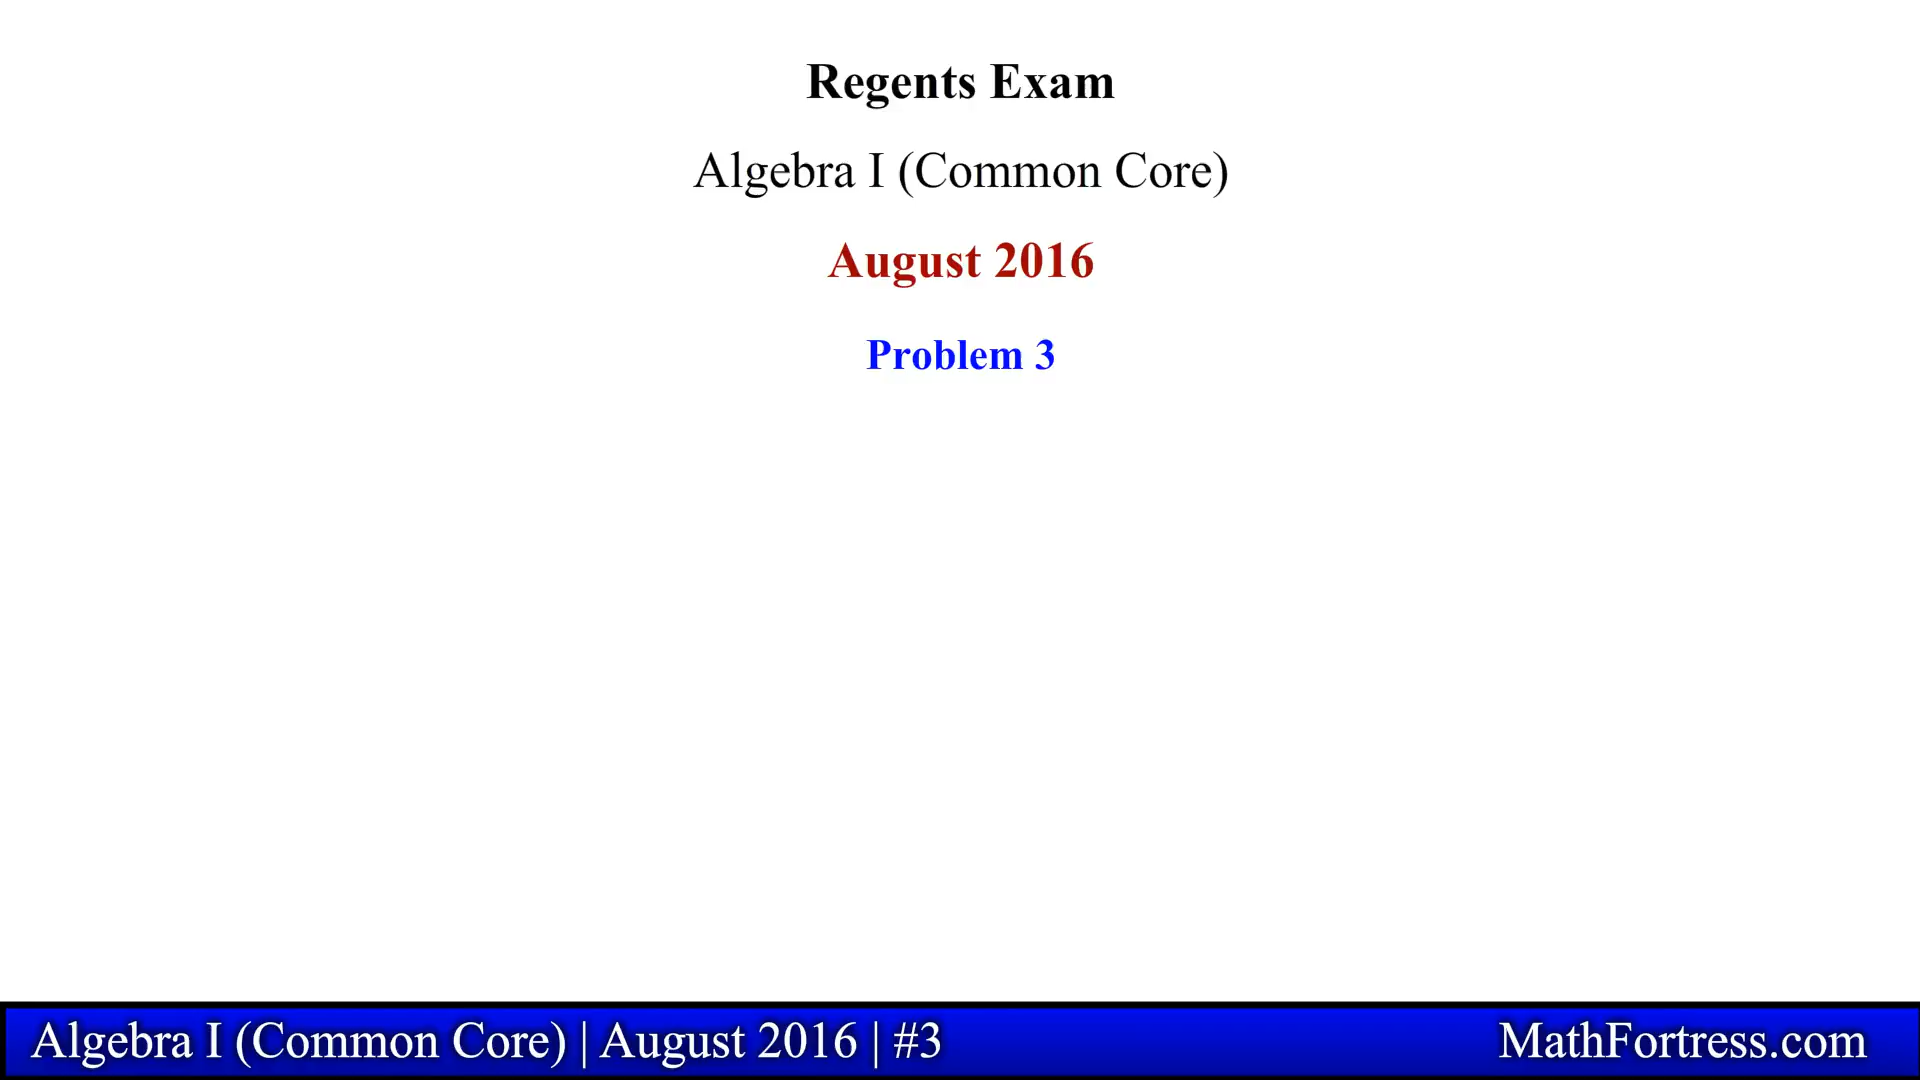 Regents Exam
Algebra I (Common Core)
August 2016
Problem 3
Algebra I (Common Core) | August 2016 | #3
MathFortress.com